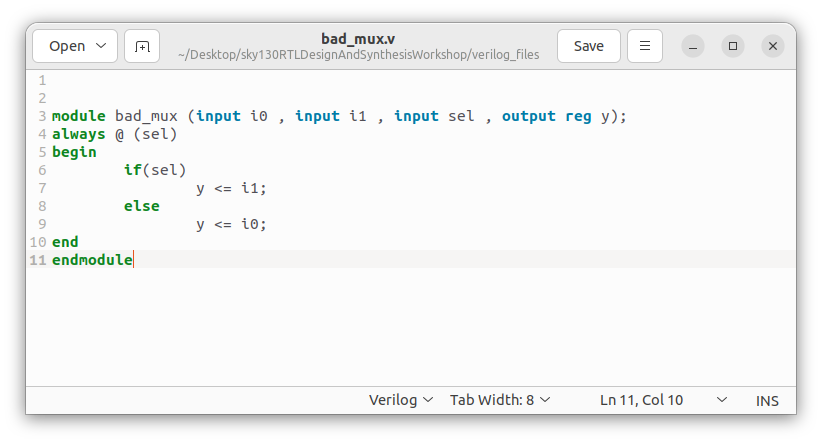 Open
bad_mux.v
~/Desktop/sky130RTLDesignAndSynthesisWorkshop/verilog_files
Save
1
2
3 module bad_mux (input i0 , input i1 , input sel , output reg y);
4 always @ (sel)
5 begin
6 if(sel)
7 y <= i1;
8 else
9 y <= i0;
10 end
11 endmodule
Verilog Tab Width: 8 Ln 11, Col 10 INS